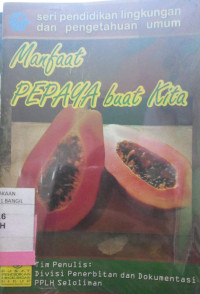 seri pendidikan lingkungan
dan pengetahuan umum
Manfaat
PEPAYA buat Kita
Tim Penulis:
Divisi Penerbitan dan Dokumentasi
PPLH Seloliman